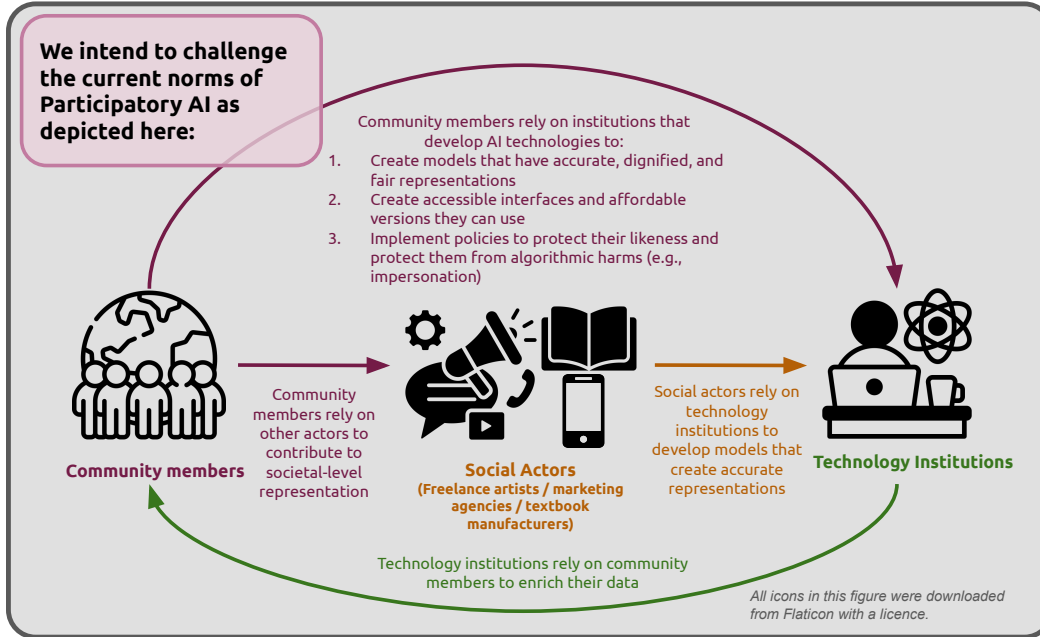 We intend to challenge
the current norms of
Participatory AI as
depicted here:
Community members rely on institutions that
develop AI technologies to:
1. Create models that have accurate, dignified, and
fair representations
2. Create accessible interfaces and affordable
versions they can use
3. Implement policies to protect their likeness and
protect them from algorithmic harms (e.g.,
impersonation)
Community
members rely on
other actors to
contribute to
societal-level
representation
Social actors rely on
technology
institutions to
develop models that
create accurate
representations
Community members
Social Actors
(Freelance artists / marketing
agencies / textbook
manufacturers)
Technology Institutions
Technology institutions rely on community
members to enrich their data
All icons in this figure were downloaded
from Flaticon with a licence.